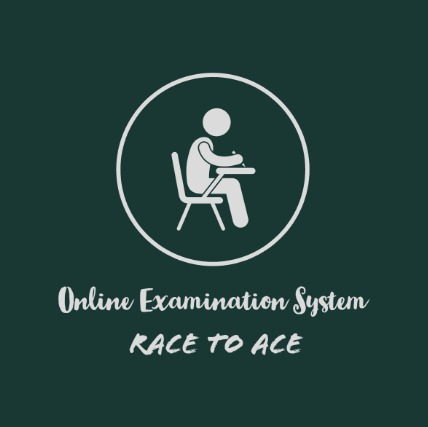 Online Examination System
RACE TO ACE